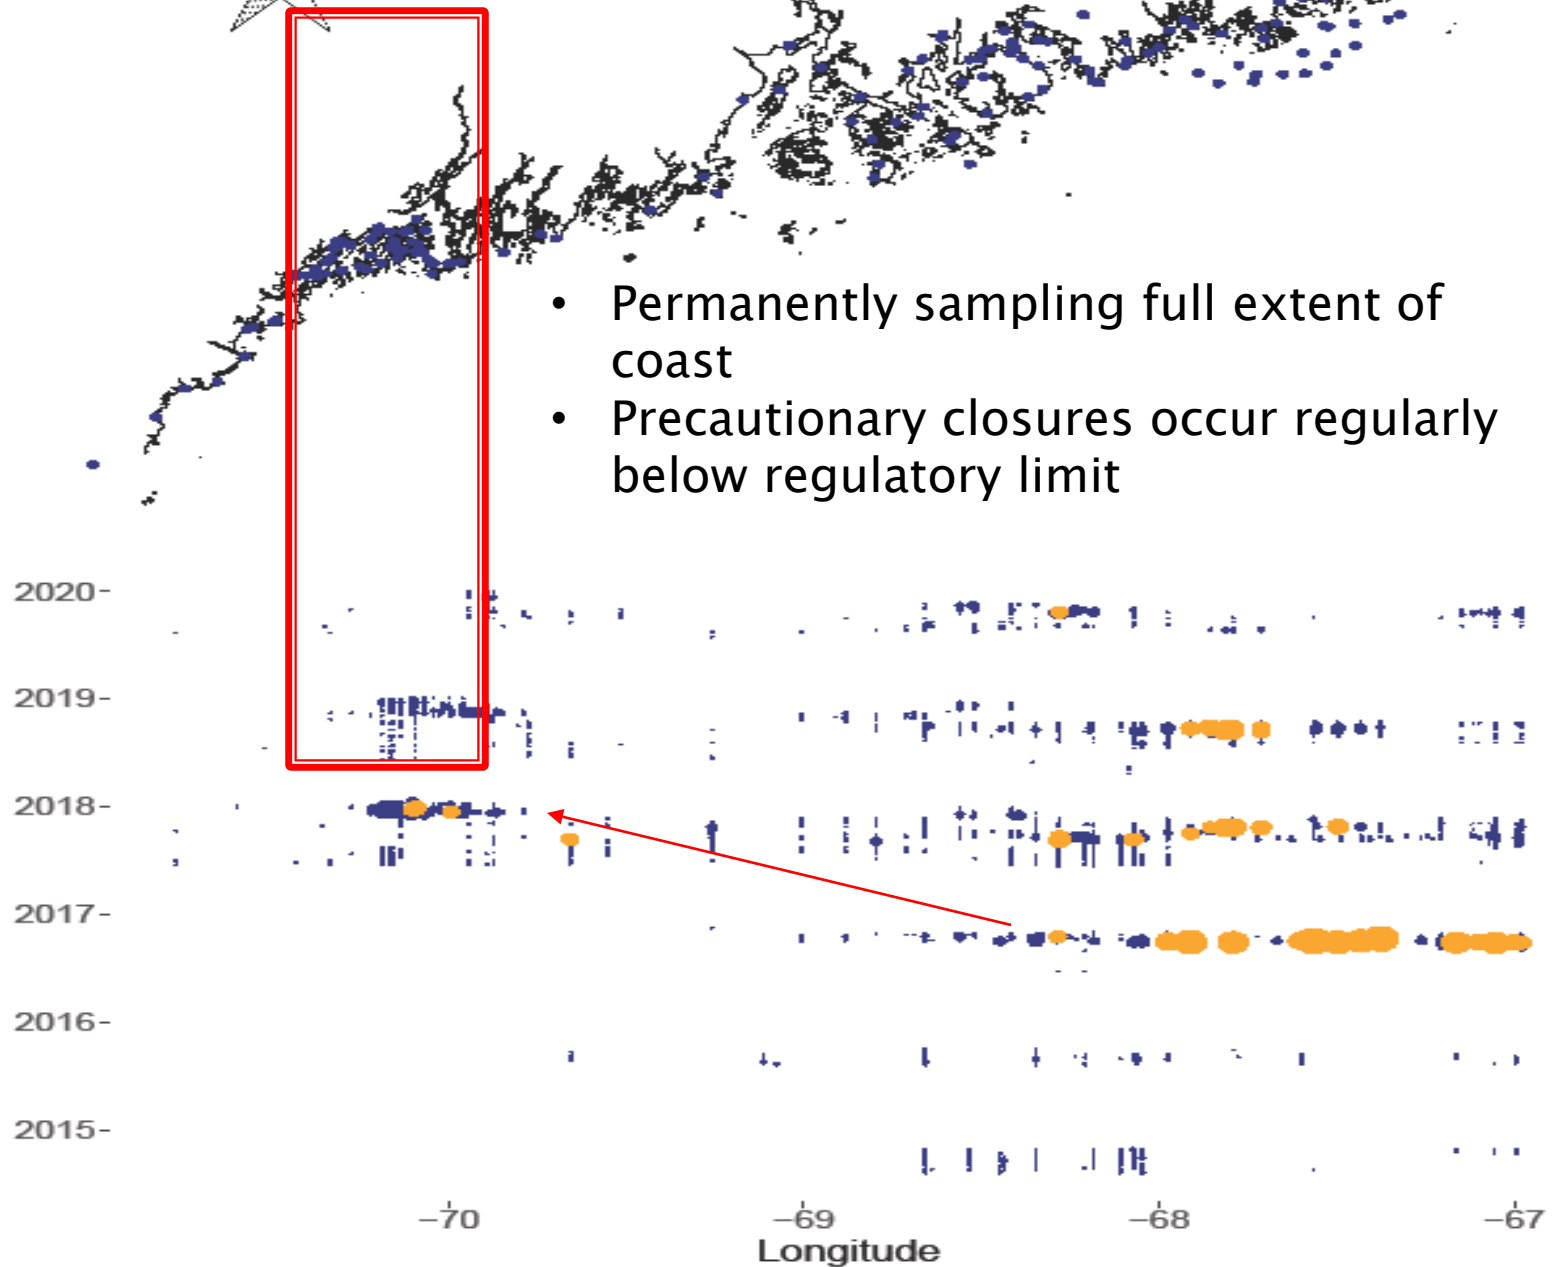 • Permanently sampling full extent of
coast
• Precautionary closures occur regularly
below regulatory limit
2020-
2019-
2018-
2017-
2016-
2015-
−70
−69
−68
−67
Longitude